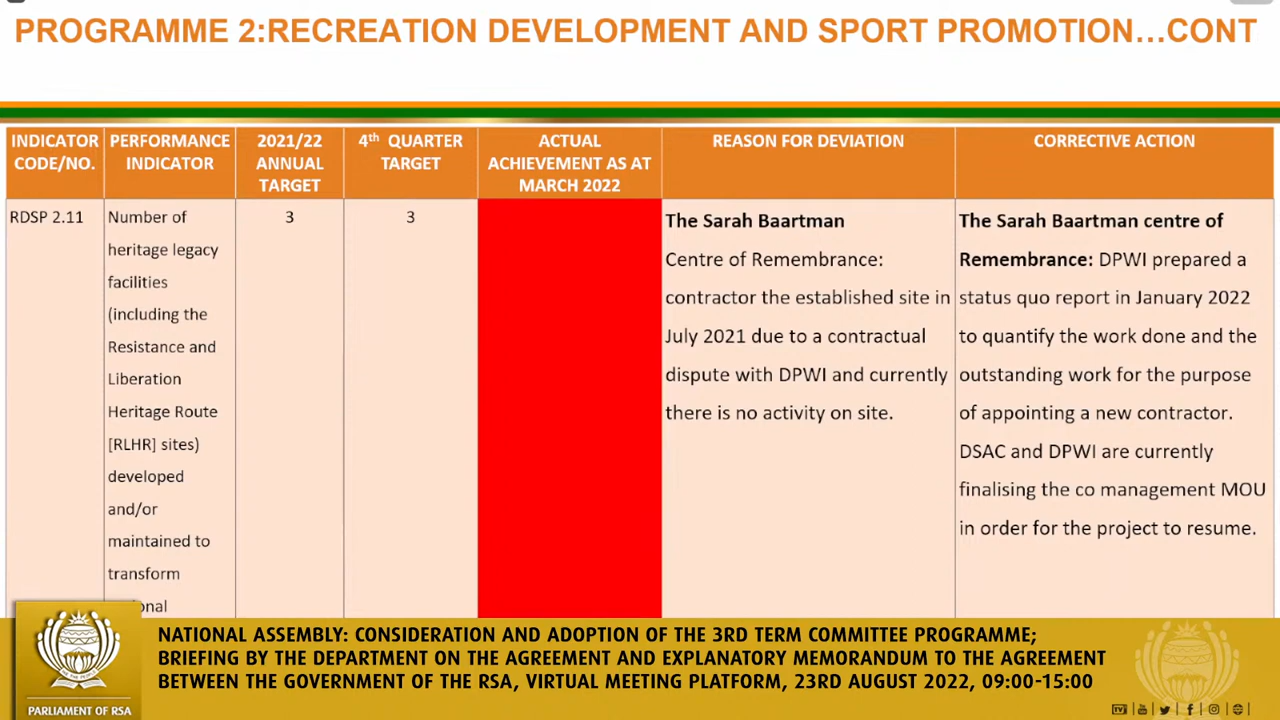 PROGRAMME 2:RECREATION DEVELOPMENT AND SPORT PROMOTION...CONT
INDICATOR
CODE/NO.
PERFORMANCE
INDICATOR
2021/22
ANNUAL
TARGET
4th QUARTER
TARGET
ACTUAL
ACHIEVEMENT AS AT
MARCH 2022
REASON FOR DEVIATION
CORRECTIVE ACTION
RDSP 2.11
Number of
heritage legacy
facilities
(including the
Resistance and
Liberation
Heritage Route
[RLHR] sites)
developed
and/or
maintained to
transform
3
3
The Sarah Baartman
Centre of Remembrance:
contractor the established site in
July 2021 due to a contractual
dispute with DPWI and currently
there is no activity on site.
The Sarah Baartman centre of
Remembrance: DPWI prepared a
status quo report in January 2022
to quantify the work done and the
outstanding work for the purpose
of appointing a new contractor.
DSAC and DPWI are currently
finalising the co management MOU
in order for the project to resume.
NATIONAL ASSEMBLY: CONSIDERATION AND ADOPTION OF THE 3RD TERM COMMITTEE PROGRAMME;
BRIEFING BY THE DEPARTMENT ON THE AGREEMENT AND EXPLANATORY MEMORANDUM TO THE AGREEMENT
BETWEEN THE GOVERNMENT OF THE RSA, VIRTUAL MEETING PLATFORM, 23RD AUGUST 2022, 09:00-15:00
PARLIAMENT OF RSA